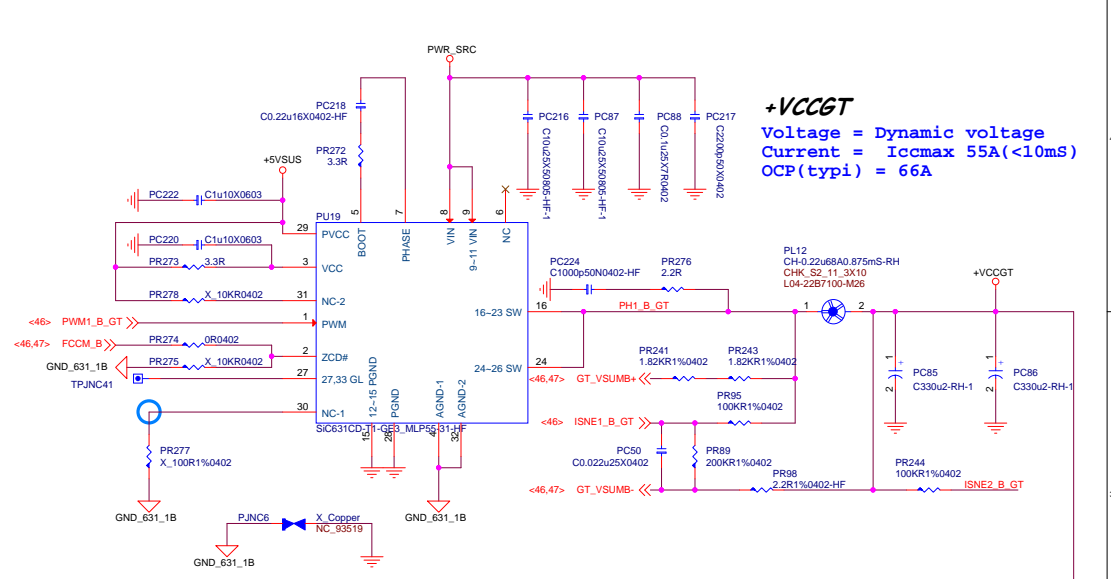 PWR_SRC
PC218
C0.22u16X0402-HF
PR272
3.3R
+5VSUS
PC216
C10u25X50805-HF-1
PC87
C10u25X50805-HF-1
PC88
C0.1u25X7R0402
PC217
C2200p50X0402
+VCCGT
Voltage = Dynamic voltage
Current = Iccmax 55A(<10mS)
OCP(typi) = 66A
PC222
C1u10X0603
PC220
C1u10X0603
PR273
3.3R
PR278
X_10KR0402
<46>
PWM1_B_GT
<46,47>
FCCM_B
PR274
0R0402
GND_631_1B
PR275
X_10KR0402
TPJNC41
PR277
X_100R1%0402
GND_631_1B
PU19
5
7
8
9
6
BOOT
PHASE
VIN
9~11 VIN
NC
29
PVCC
3
VCC
31
NC-2
1
PWM
2
ZCD#
27
27,33 GL
30
NC-1
16
16~23 SW
24
24~26 SW
12~15 PGND
PGND
AGND-1
AGND-2
15
28
4
32
SiC631CD-T1-GE3_MLP55-31-HF
GND_631_1B
PJNC6
X_Copper
NC_93519
GND_631_1B
PC224
C1000p50N0402-HF
PR276
2.2R
PH1_B_GT
PL12
CH-0.22u68A0.875mS-RH
CHK_S2_11_3X10
L04-22B7100-M26
1
2
+VCCGT
PR241
1.82KR1%0402
PR243
1.82KR1%0402
<46,47>
GT_VSUMB+
PR95
100KR1%0402
<46>
ISNE1_B_GT
PC50
C0.022u25X0402
PR89
200KR1%0402
PR98
2.2R1%0402-HF
<46,47>
GT_VSUMB-
PR244
100KR1%0402
ISNE2_B_GT
1
+
2
PC85
C330u2-RH-1
1
+
2
PC86
C330u2-RH-1